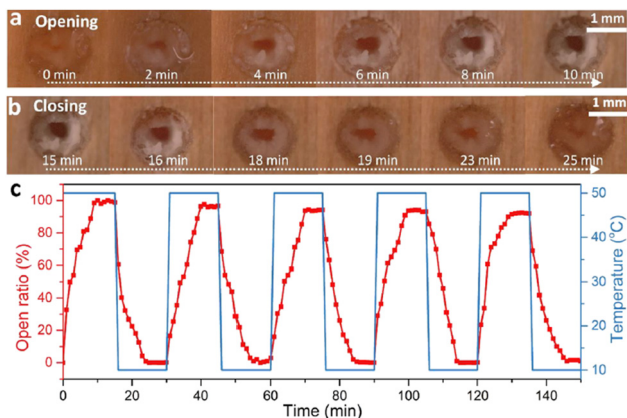 a Opening 1 mm
0 min 2 min 4 min 6 min 8 min 10 min
b Closing 1 mm
15 min 16 min 18 min 19 min 23 min 25 min
c
100 50
80 40
60
40 30
20 20
0 10
Open ratio (%)
Temperature (°C)
0 20 40 60 80 100 120 140
Time (min)